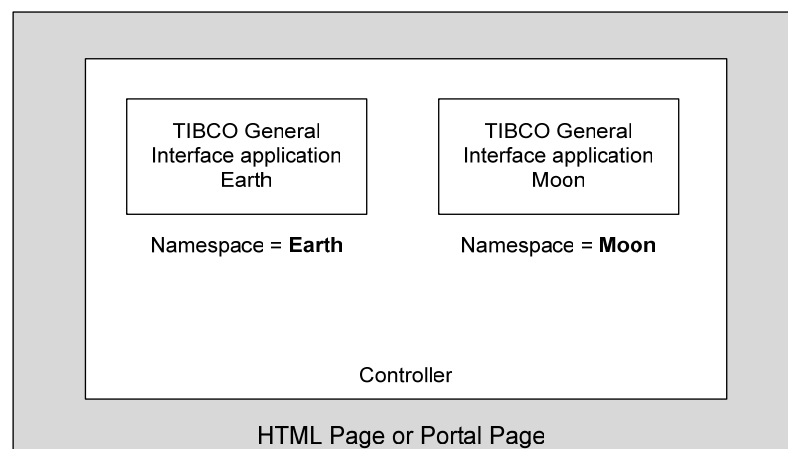 TIBCO General
Interface application
Earth
TIBCO General
Interface application
Moon
Namespace = Earth
Namespace = Moon
Controller
HTML Page or Portal Page